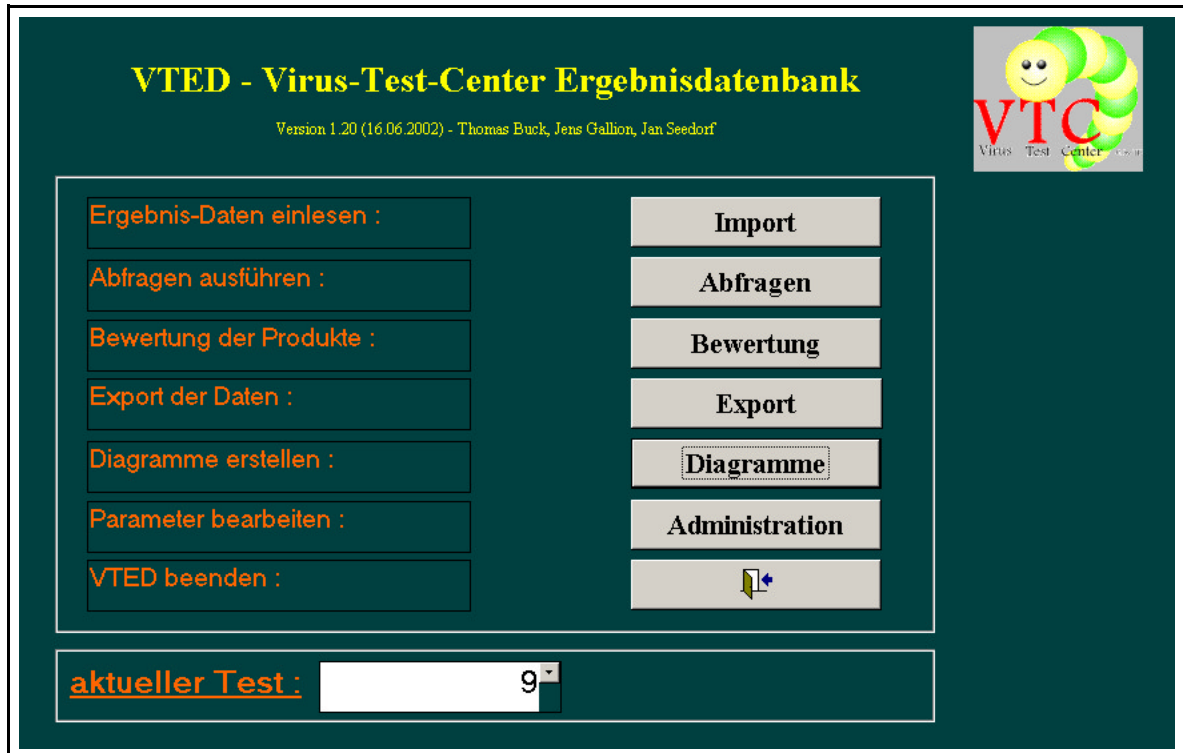 VTED - Virus-Test-Center Ergebnisdatenbank
Version 1.20 (16.06.2002) - Thomas Buck, Jens Gallion, Jan Seedorf
VTC
Virus Test Center
Ergebnis-Daten einlesen : Import
Abfragen ausführen : Abfragen
Bewertung der Produkte : Bewertung
Export der Daten : Export
Diagramme erstellen : Diagramme
Parameter bearbeiten : Administration
VTED beenden :
aktueller Test : 9